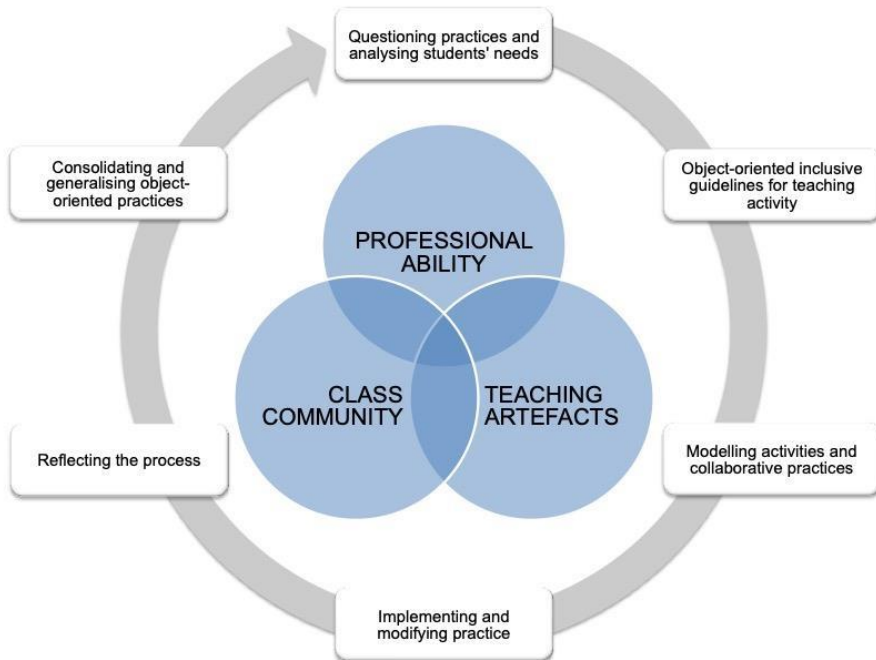 Questioning practices and
analysing students' needs
Object-oriented inclusive
guidelines for teaching
activity
Modelling activities and
collaborative practices
Implementing and
modifying practice
Reflecting the process
Consolidating and
generalising object-
oriented practices
PROFESSIONAL
ABILITY
CLASS
COMMUNITY
TEACHING
ARTEFACTS